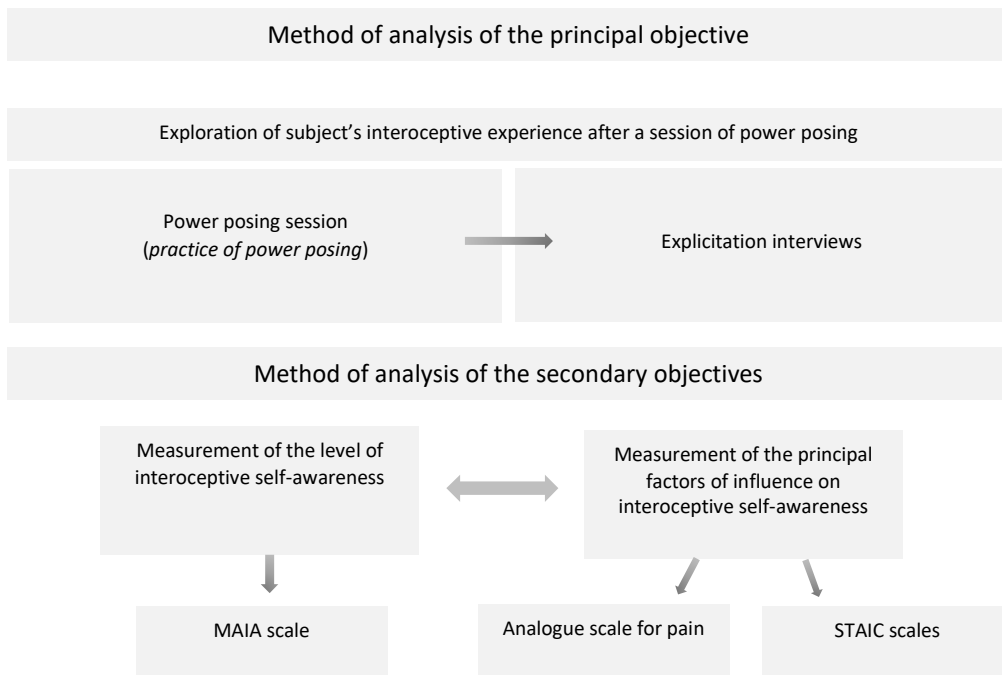 Method of analysis of the principal objective
Exploration of subject's interoceptive experience after a session of power posing
Power posing session
(practice of power posing)
Explicitation interviews
Method of analysis of the secondary objectives
Measurement of the level of
interoceptive self-awareness
Measurement of the principal
factors of influence on
interoceptive self-awareness
MAIA scale
Analogue scale for pain
STAIC scales